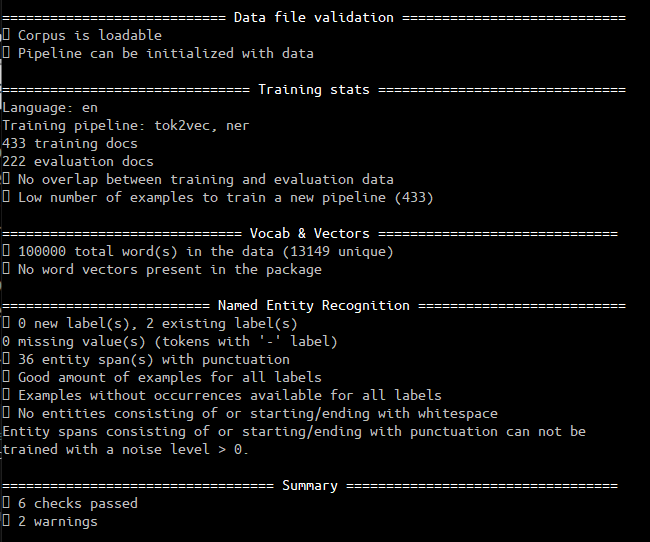 ============================ Data file validation ============================
Corpus is loadable
Pipeline can be initialized with data
=============================== Training stats ===============================
Language: en
Training pipeline: tok2vec, ner
433 training docs
222 evaluation docs
No overlap between training and evaluation data
Low number of examples to train a new pipeline (433)
============================== Vocab & Vectors ==============================
100000 total word(s) in the data (13149 unique)
No word vectors present in the package
========================== Named Entity Recognition ==========================
0 new label(s), 2 existing label(s)
0 missing value(s) (tokens with '-' label)
36 entity span(s) with punctuation
Good amount of examples for all labels
Examples without occurrences available for all labels
No entities consisting of or starting/ending with whitespace
Entity spans consisting of or starting/ending with punctuation can not be
trained with a noise level > 0.
================================== Summary ==================================
6 checks passed
2 warnings